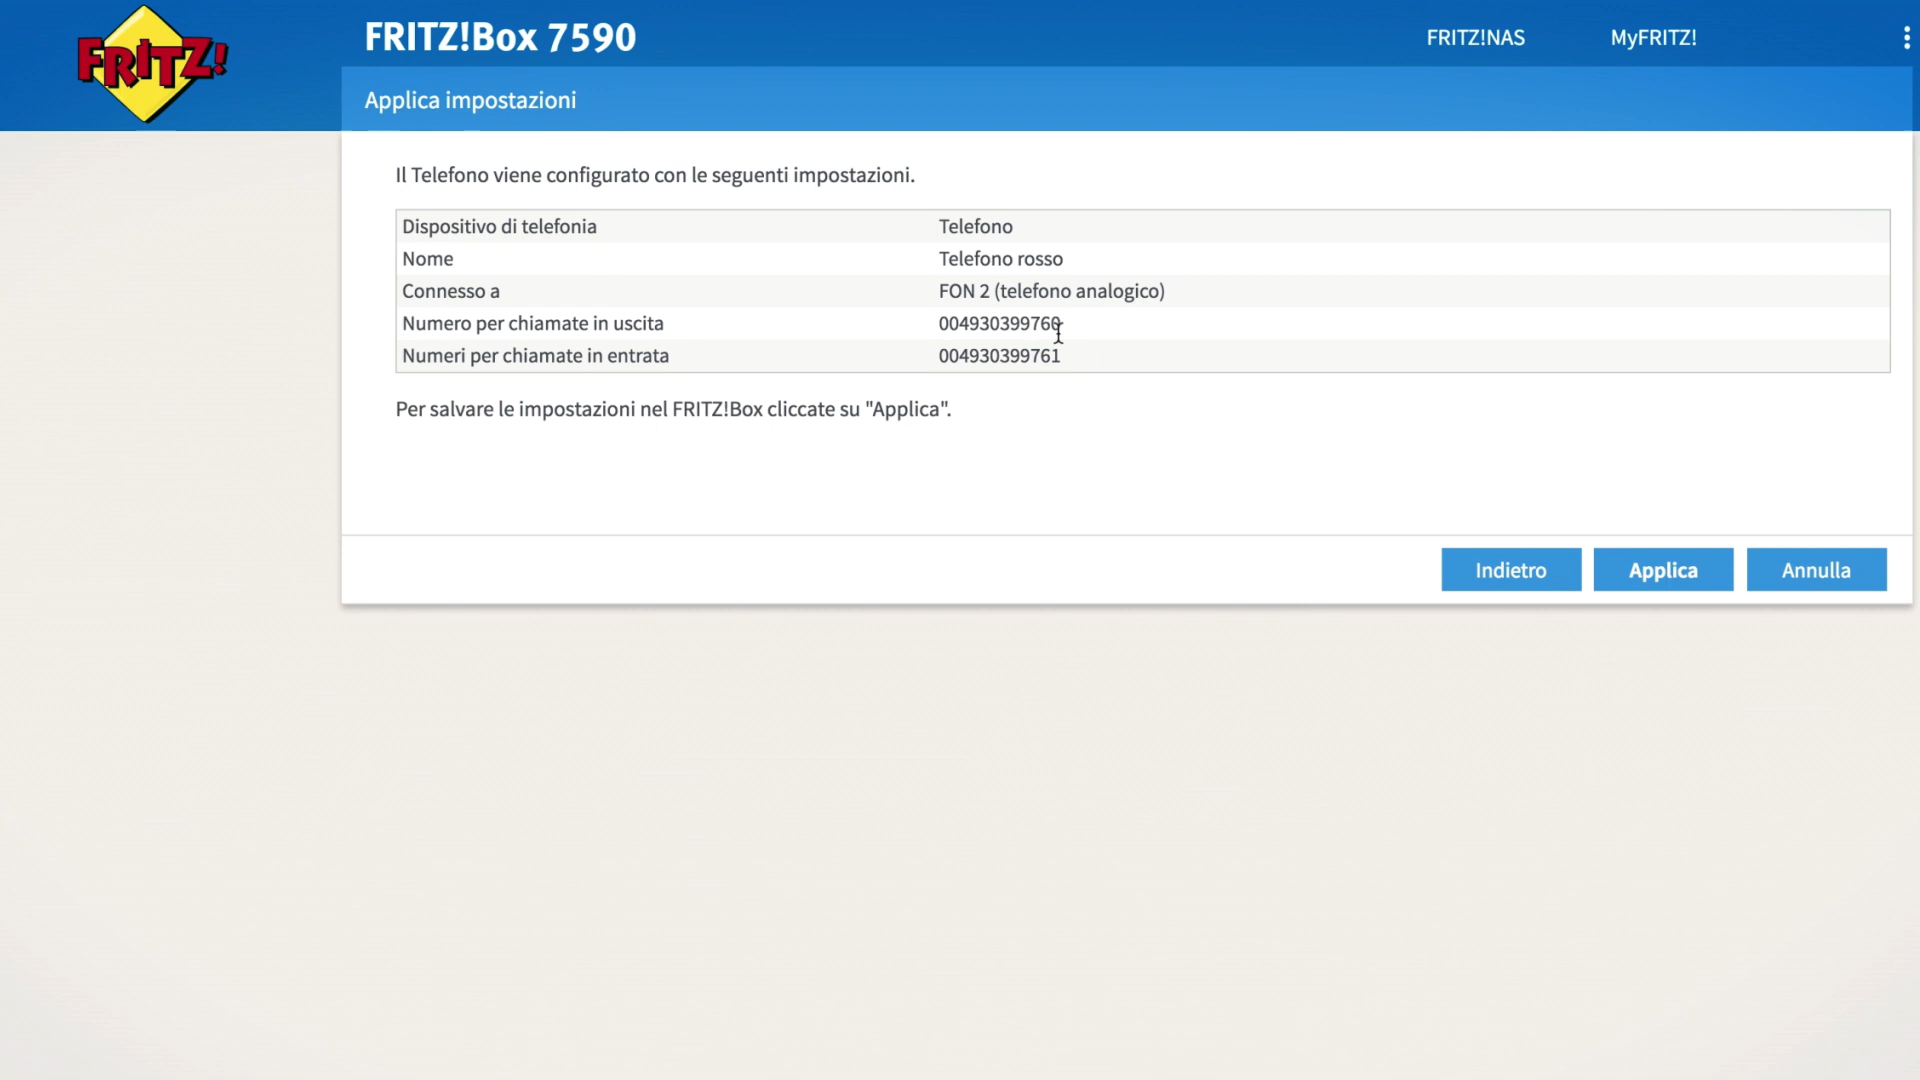 FRITZ!
FRITZ!Box 7590
FRITZ!NAS
MyFRITZ!
Applica impostazioni
Il Telefono viene configurato con le seguenti impostazioni.
Dispositivo di telefonia Telefono
Nome Telefono rosso
Connesso a FON 2 (telefono analogico)
Numero per chiamate in uscita 004930399760
Numeri per chiamate in entrata 004930399761
Per salvare le impostazioni nel FRITZ!Box cliccate su "Applica".
Indietro
Applica
Annulla